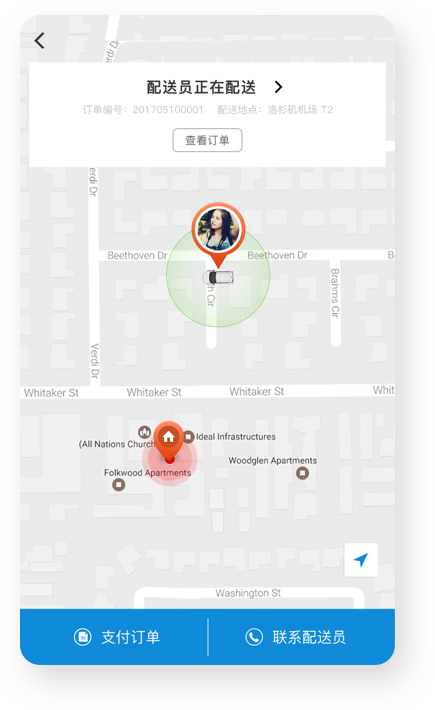 Verdi Dr
配送员正在配送
订单编号：201705100001 配送地点：洛杉矶机场 T2
查看订单
Verdi Dr
Beethoven Dr
Beethoven Dr
Brahms Cir
Verdi Dr
Whitaker St
Whitaker St
Whitaker St
Whit
(All Nations Church
Ideal Infrastructures
Woodglen Apartments
Folkwood Apartments
Washington St
支付订单
联系配送员